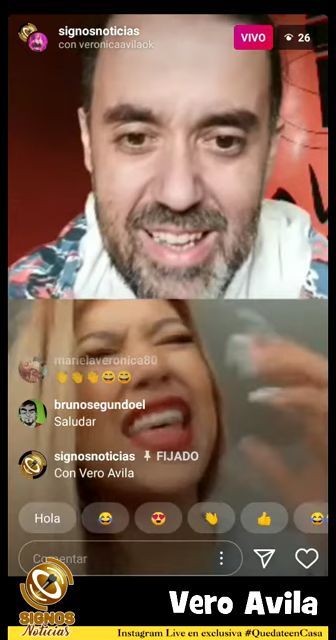 signosnoticias
con veronicaavilaok
VIVO
26
marielaveronica80
👏👏👏😂😂
brunosegundoel
Saludar
signosnoticias FIJADO
Con Vero Avila
Hola 😂 😍 👏 👍 😂
Comentar
SIGNOS
Noticias
Vero Avila
Instagram Live en exclusiva #QuedateenCasa